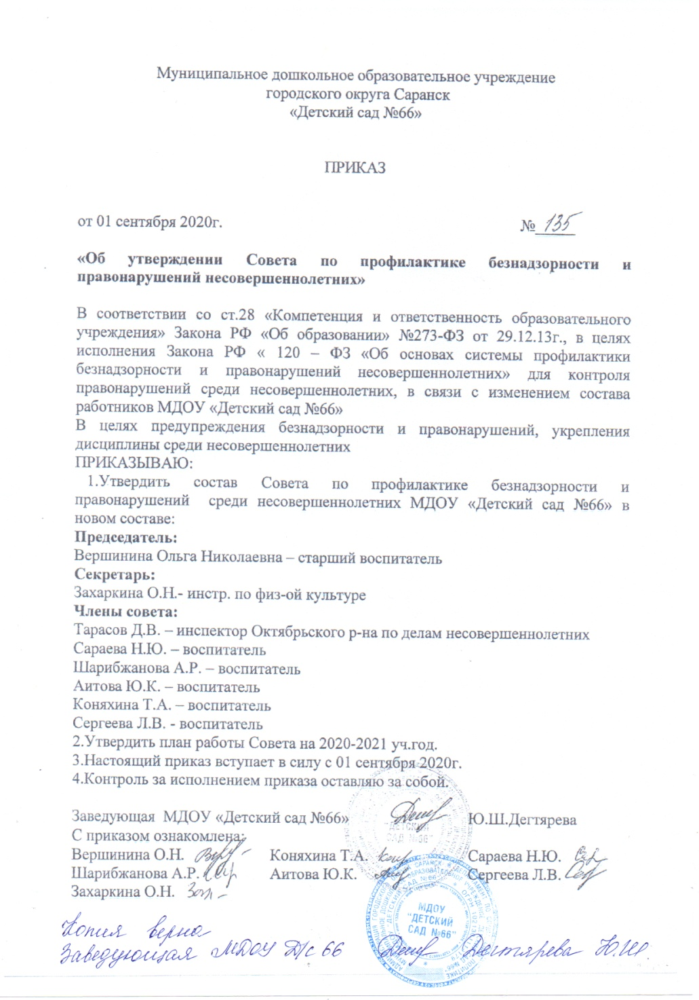 Муниципальное дошкольное образовательное учреждение
городского округа Саранск
«Детский сад №66»
ПРИКАЗ
от 01 сентября 2020г. № 135
«Об утверждении Совета по профилактике безнадзорности и
правонарушений несовершеннолетних»
В соответствии со ст.28 «Компетенция и ответственность образовательного
учреждения» Закона РФ «Об образовании» №273-ФЗ от 29.12.13г., в целях
исполнения Закона РФ « 120 – ФЗ «Об основах системы профилактики
безнадзорности и правонарушений несовершеннолетних» для контроля
правонарушений среди несовершеннолетних, в связи с изменением состава
работников МДОУ «Детский сад №66»
В целях предупреждения безнадзорности и правонарушений, укрепления
дисциплины среди несовершеннолетних
ПРИКАЗЫВАЮ:
1.Утвердить состав Совета по профилактике безнадзорности и
правонарушений среди несовершеннолетних МДОУ «Детский сад №66» в
новом составе:
Председатель:
Вершинина Ольга Николаевна – старший воспитатель
Секретарь:
Захаркина О.Н.- инстр. по физ-ой культуре
Члены совета:
Тарасов Д.В. – инспектор Октябрьского р-на по делам несовершеннолетних
Сараева Н.Ю. – воспитатель
Шарибжанова А.Р. – воспитатель
Аитова Ю.К. – воспитатель
Коняхина Т.А. – воспитатель
Сергеева Л.В. - воспитатель
2.Утвердить план работы Совета на 2020-2021 уч.год.
3.Настоящий приказ вступает в силу с 01 сентября 2020г.
4.Контроль за исполнением приказа оставляю за собой.
Заведующая МДОУ «Детский сад №66» Ю.Ш.Дегтярева
"ДЕТСКИЙ
САД №66"
С приказом ознакомлена:
Вершинина О.Н. Коняхина Т.А. Сараева Н.Ю.
Шарибжанова А.Р. Аитова Ю.К. Сергеева Л.В.
Захаркина О.Н.
МДОУ
"ДЕТСКИЙ
САД №66"
Копия верна
Заведующая МДОУ Д/с 66 Дегтярева Ю.Ш.